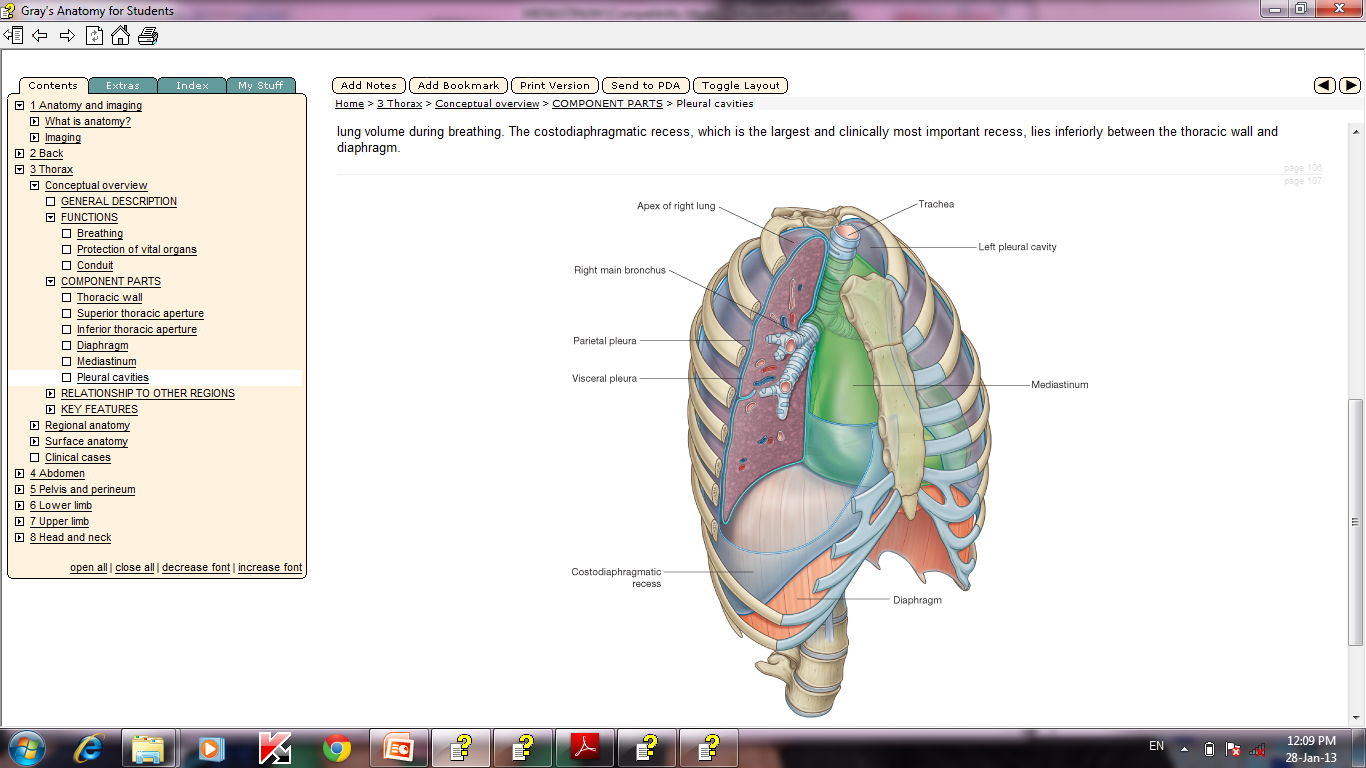 Gray's Anatomy for Students
Contents
Extras
Index
My Stuff
1 Anatomy and imaging
What is anatomy?
Imaging
2 Back
3 Thorax
Conceptual overview
GENERAL DESCRIPTION
FUNCTIONS
Breathing
Protection of vital organs
Conduit
COMPONENT PARTS
Thoracic wall
Superior thoracic aperture
Inferior thoracic aperture
Diaphragm
Mediastinum
Pleural cavities
RELATIONSHIP TO OTHER REGIONS
KEY FEATURES
Regional anatomy
Surface anatomy
Clinical cases
4 Abdomen
5 Pelvis and perineum
6 Lower limb
7 Upper limb
8 Head and neck
open all | close all | decrease font | increase font
Add Notes
Add Bookmark
Print Version
Send to PDA
Toggle Layout
Home > 3 Thorax > Conceptual overview > COMPONENT PARTS > Pleural cavities
lung volume during breathing. The costodiaphragmatic recess, which is the largest and clinically most important recess, lies inferiorly between the thoracic wall and
diaphragm.
page 106
page 107
Apex of right lung
Trachea
Left pleural cavity
Right main bronchus
Parietal pleura
Visceral pleura
Mediastinum
Costodiaphragmatic
recess
Diaphragm
EN
12:09 PM
28-Jan-13